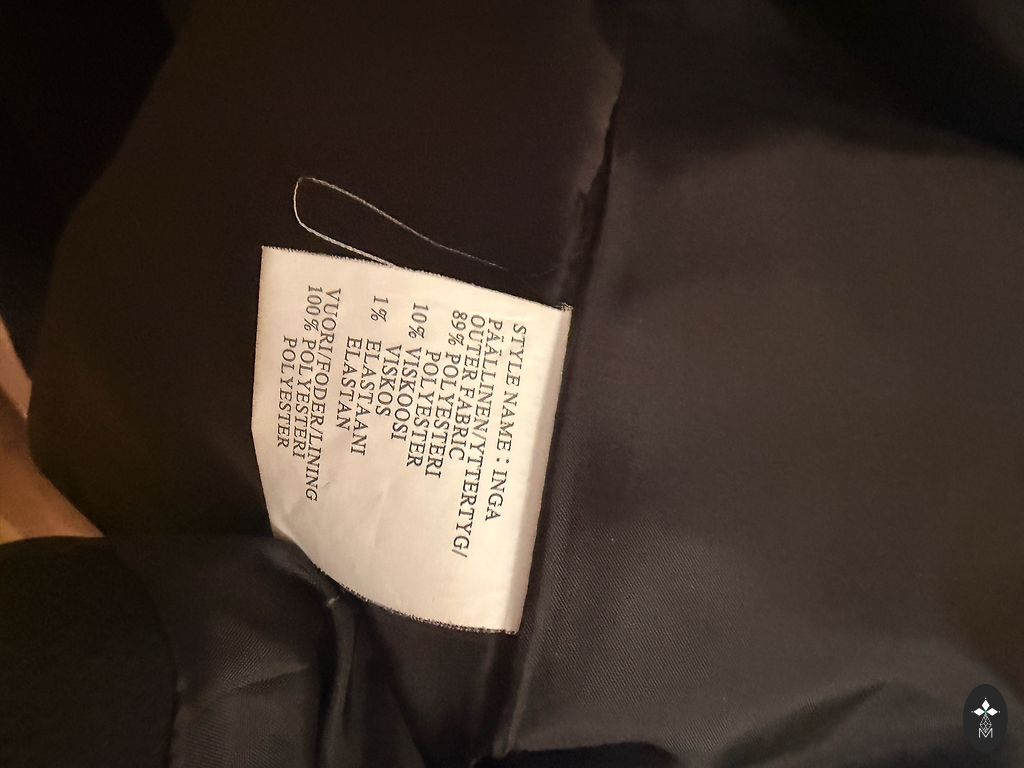 STYLE NAME : INGA
PÄÄLLINEN/YTTERTYG/
OUTER FABRIC
89% POLYESTERI
POLYESTER
10% VISKOOSI
VISKOS
1% ELASTAANI
ELASTAN
VUORI/FODER/LINING
100% POLYESTERI
POLYESTER
M